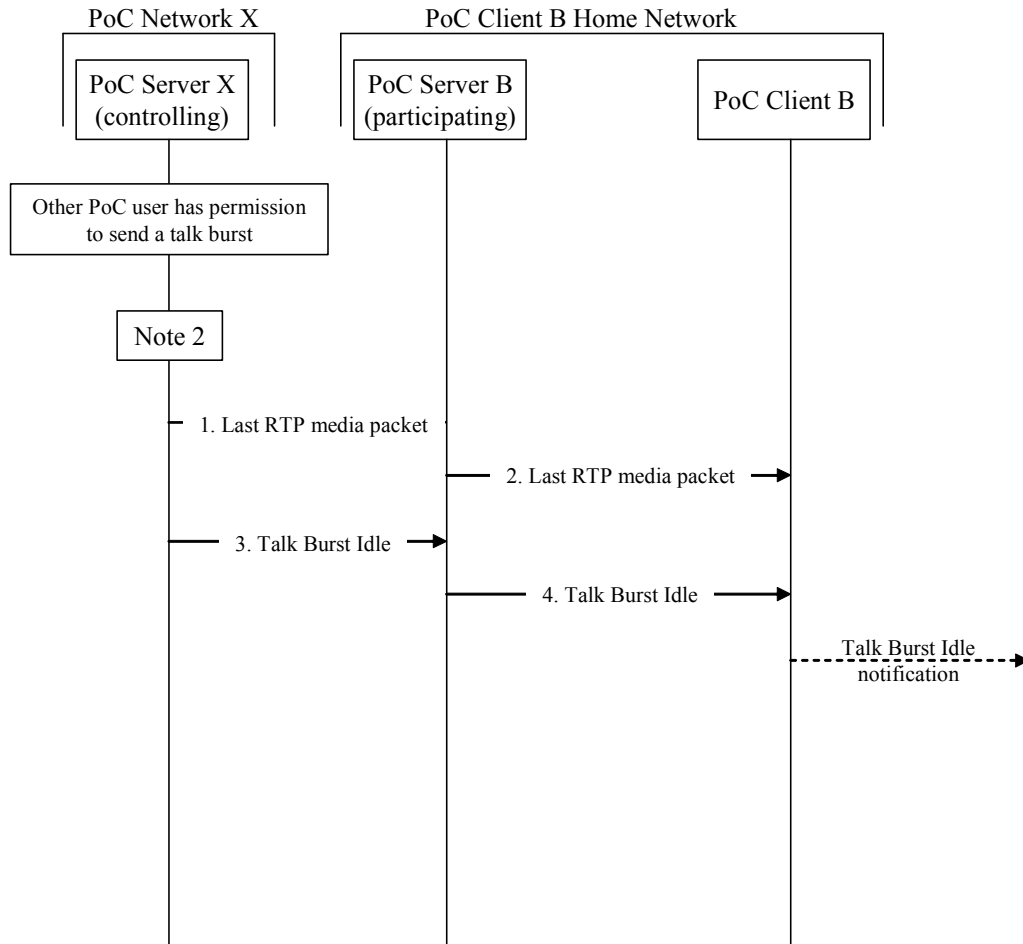 PoC Network X
PoC Client B Home Network
PoC Server X
(controlling)
PoC Server B
(participating)
PoC Client B
Other PoC user has permission
to send a talk burst
Note 2
1. Last RTP media packet
2. Last RTP media packet
3. Talk Burst Idle
4. Talk Burst Idle
Talk Burst Idle
notification